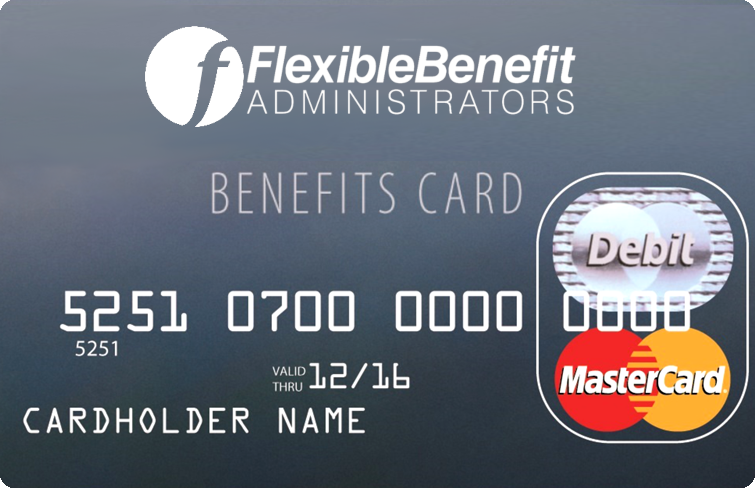 FlexibleBenefit
ADMINISTRATORS
BENEFITS CARD
Debit
5251 0700 0000 0000
5251
VALID THRU 12/16
MasterCard
CARDHOLDER NAME